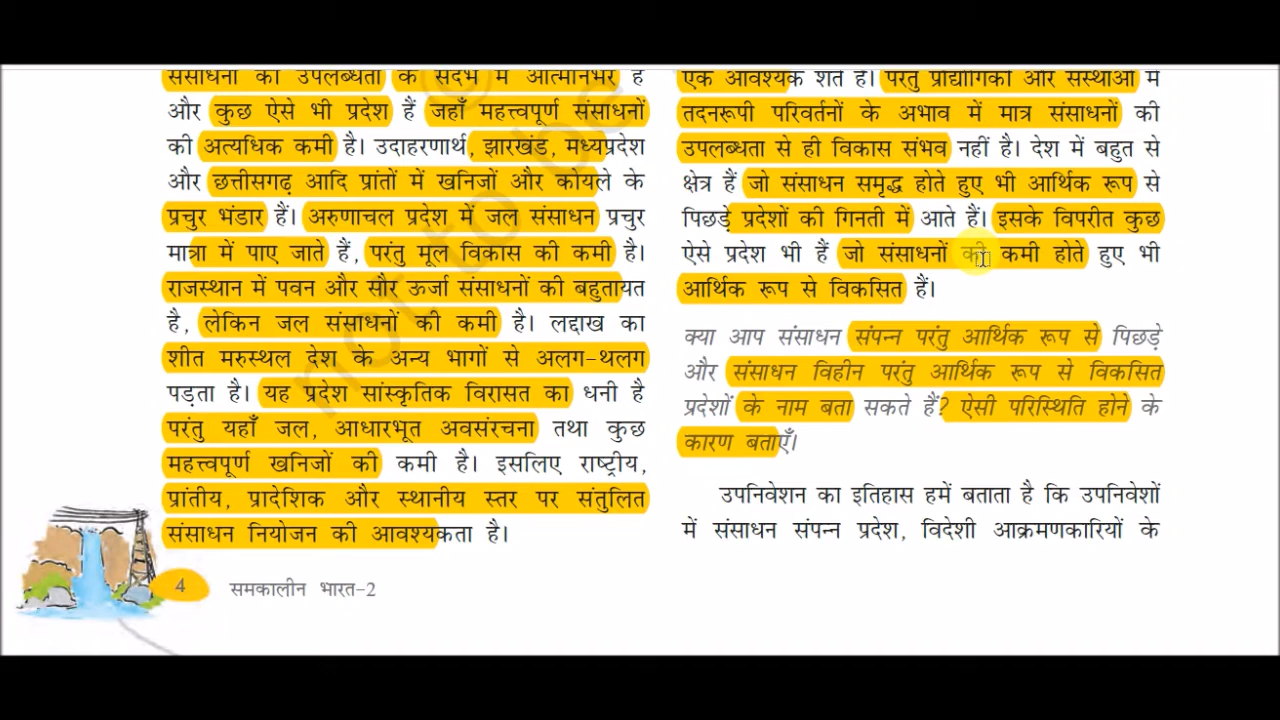 संसाधनों की उपलब्धता के संदर्भ में आत्मनिर्भर हैं
और कुछ ऐसे भी प्रदेश हैं जहाँ महत्त्वपूर्ण संसाधनों
की अत्यधिक कमी है। उदाहरणार्थ, झारखंड, मध्यप्रदेश
और छत्तीसगढ़ आदि प्रांतों में खनिजों और कोयले के
प्रचुर भंडार हैं। अरुणाचल प्रदेश में जल संसाधन प्रचुर
मात्रा में पाए जाते हैं, परंतु मूल विकास की कमी है।
राजस्थान में पवन और सौर ऊर्जा संसाधनों की बहुतायत
है, लेकिन जल संसाधनों की कमी है। लद्दाख का
शीत मरुस्थल देश के अन्य भागों से अलग-थलग
पड़ता है। यह प्रदेश सांस्कृतिक विरासत का धनी है
परंतु यहाँ जल, आधारभूत अवसंरचना तथा कुछ
महत्त्वपूर्ण खनिजों की कमी है। इसलिए राष्ट्रीय,
प्रांतीय, प्रादेशिक और स्थानीय स्तर पर संतुलित
संसाधन नियोजन की आवश्यकता है।
4 समकालीन भारत-2
एक आवश्यक शर्त है। परंतु प्रौद्योगिकी और संस्थाओं में
तदनरूपी परिवर्तनों के अभाव में मात्र संसाधनों की
उपलब्धता से ही विकास संभव नहीं है। देश में बहुत से
क्षेत्र हैं जो संसाधन समृद्ध होते हुए भी आर्थिक रूप से
पिछड़े प्रदेशों की गिनती में आते हैं। इसके विपरीत कुछ
ऐसे प्रदेश भी हैं जो संसाधनों की कमी होते हुए भी
आर्थिक रूप से विकसित हैं।
क्या आप संसाधन संपन्न परंतु आर्थिक रूप से पिछड़े
और संसाधन विहीन परंतु आर्थिक रूप से विकसित
प्रदेशों के नाम बता सकते हैं? ऐसी परिस्थिति होने के
कारण बताएँ।
उपनिवेशन का इतिहास हमें बताता है कि उपनिवेशों
में संसाधन संपन्न प्रदेश, विदेशी आक्रमणकारियों के